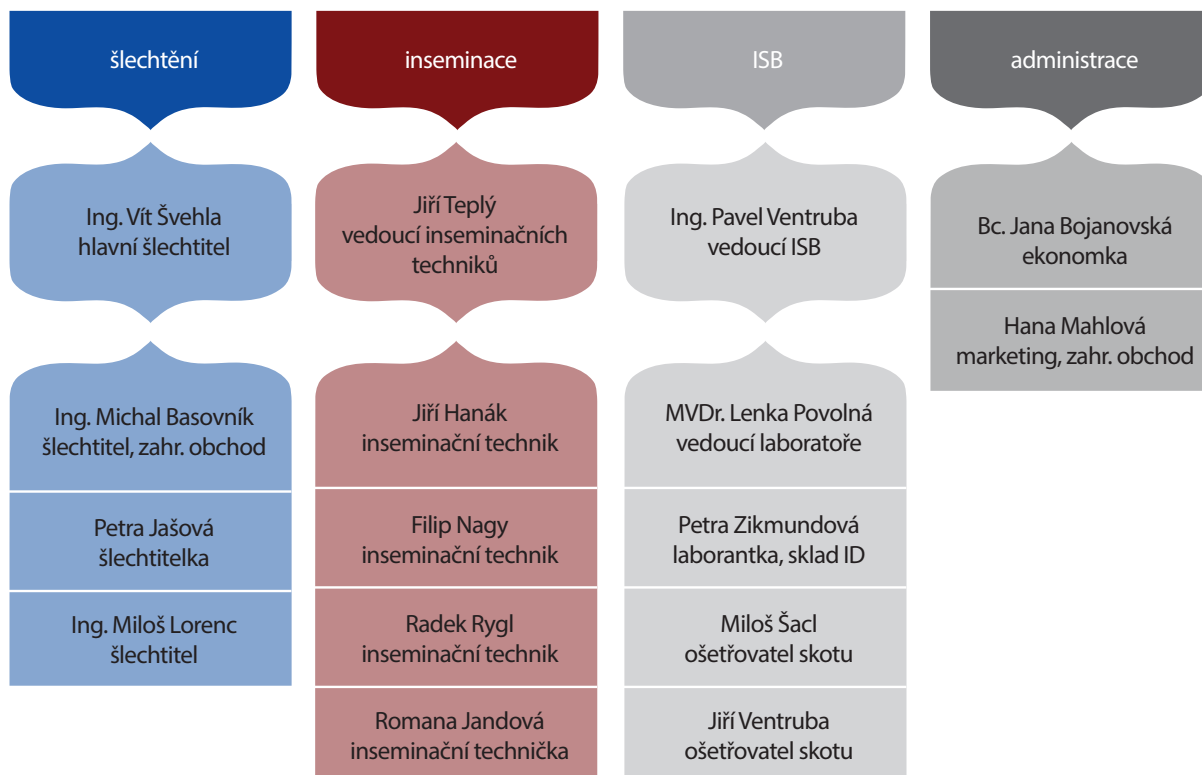 šlechtění
Ing. Vít Švehla
hlavní šlechtitel
Ing. Michal Basovník
šlechtitel, zahr. obchod
Petra Jašová
šlechtitelka
Ing. Miloš Lorenc
šlechtitel
inseminace
Jiří Teplý
vedoucí inseminačních
techniků
Jiří Hanák
inseminační technik
Filip Nagy
inseminační technik
Radek Rygl
inseminační technik
Romana Jandová
inseminační technička
ISB
Ing. Pavel Ventruba
vedoucí ISB
MVDr. Lenka Povolná
vedoucí laboratoře
Petra Zikmundová
laborantka, sklad ID
Miloš Šacl
ošetřovatel skotu
Jiří Ventruba
ošetřovatel skotu
administrace
Bc. Jana Bojanovská
ekonomka
Hana Mahlová
marketing, zahr. obchod